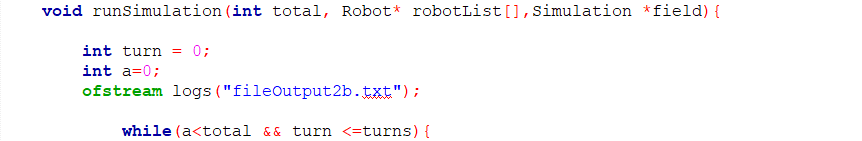 void runSimulation(int total, Robot* robotList[],Simulation *field){
int turn = 0;
int a=0;
ofstream logs("fileOutput2b.txt");
while(a<total && turn <=turns){